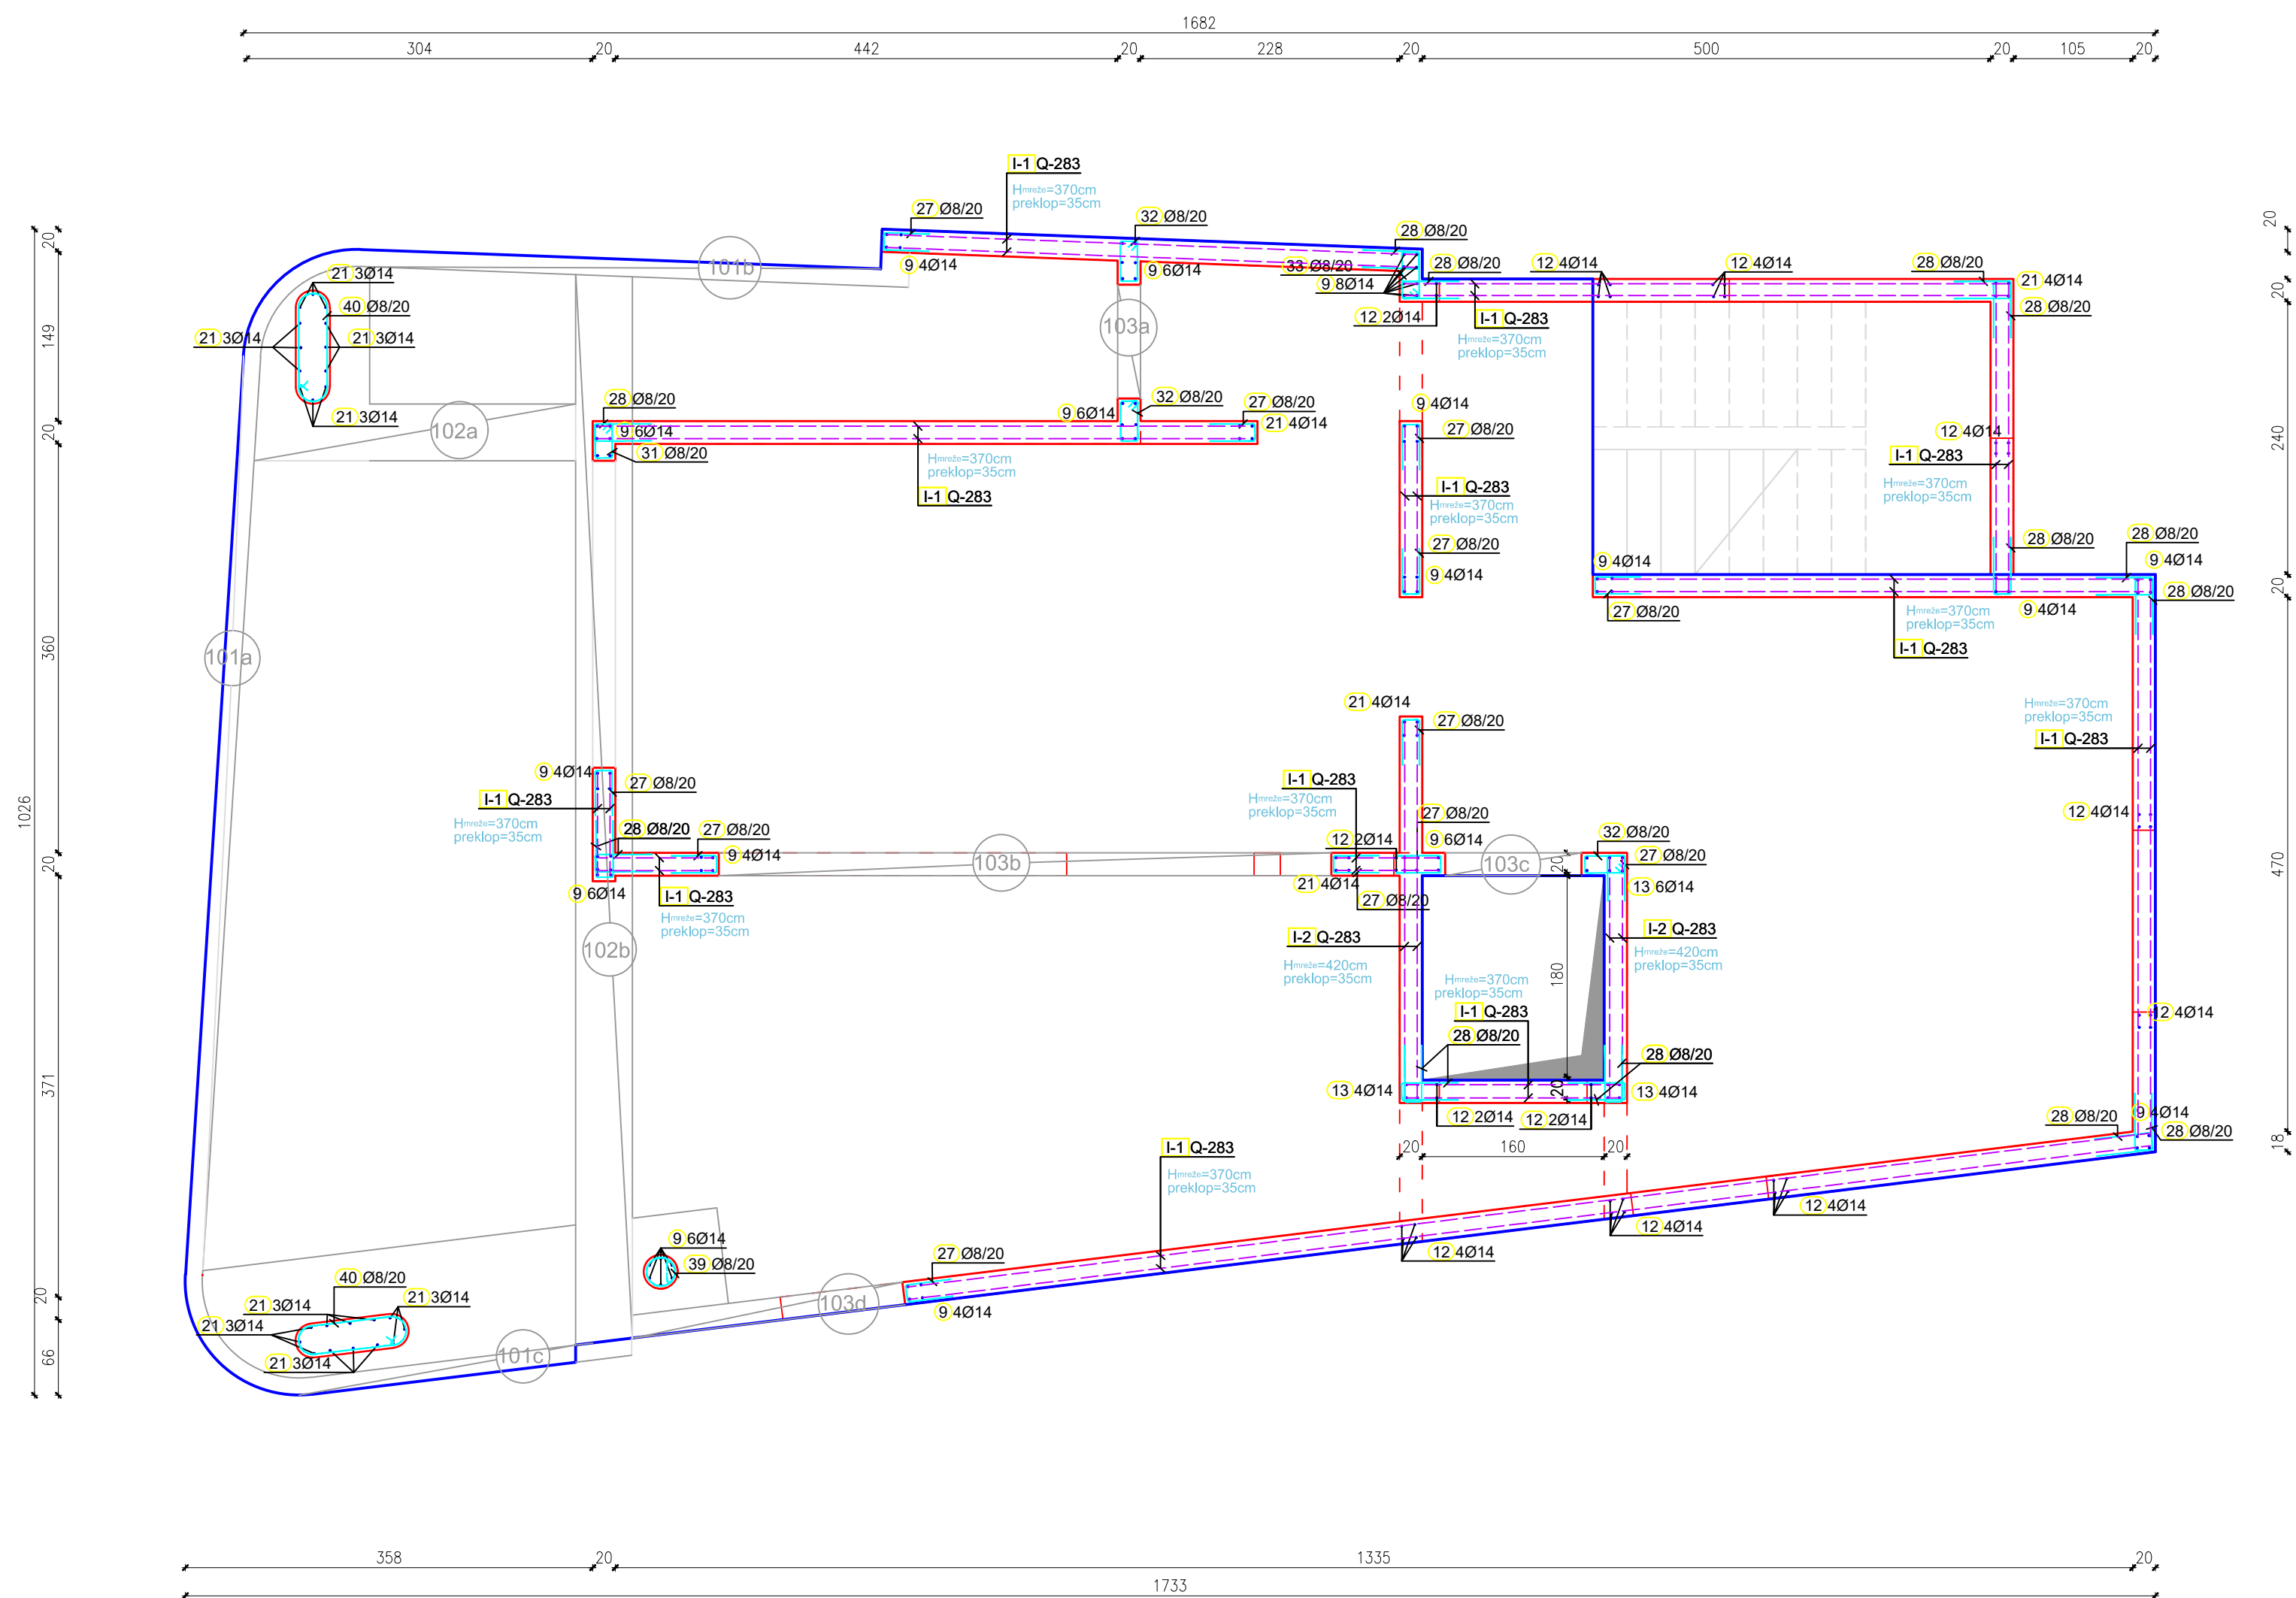 1682
304 20 442 20 228 20 500 20 105 20
I-1 Q-283
Hmreže=370cm
preklop=35cm
27 Ø8/20
32 Ø8/20
28 Ø8/20
20
20
101b
9 4Ø14
9 6Ø14
33 Ø8/20
9 8Ø14
28 Ø8/20
12 4Ø14
12 4Ø14
28 Ø8/20
21 4Ø14
21 3Ø14
40 Ø8/20
21 3Ø14
21 3Ø14
21 3Ø14
149
103a
12 2Ø14
I-1 Q-283
Hmreže=370cm
preklop=35cm
28 Ø8/20
20
28 Ø8/20
9 6Ø14
31 Ø8/20
102a
20
9 6Ø14
32 Ø8/20
27 Ø8/20
21 4Ø14
9 4Ø14
27 Ø8/20
12 4Ø14
I-1 Q-283
Hmreže=370cm
preklop=35cm
240
Hmreže=370cm
preklop=35cm
I-1 Q-283
I-1 Q-283
Hmreže=370cm
preklop=35cm
27 Ø8/20
9 4Ø14
28 Ø8/20
28 Ø8/20
9 4Ø14
9 4Ø14
28 Ø8/20
20
27 Ø8/20
9 4Ø14
Hmreže=370cm
preklop=35cm
I-1 Q-283
360
101a
1026
21 4Ø14
27 Ø8/20
Hmreže=370cm
preklop=35cm
I-1 Q-283
9 4Ø14
27 Ø8/20
I-1 Q-283
Hmreže=370cm
preklop=35cm
28 Ø8/20
27 Ø8/20
9 4Ø14
20
9 6Ø14
I-1 Q-283
Hmreže=370cm
preklop=35cm
103b
I-1 Q-283
Hmreže=370cm
preklop=35cm
27 Ø8/20
12 2Ø14
9 6Ø14
21 4Ø14
27 Ø8/20
103c
20
32 Ø8/20
27 Ø8/20
13 6Ø14
12 4Ø14
470
102b
I-2 Q-283
Hmreže=420cm
preklop=35cm
I-2 Q-283
Hmreže=420cm
preklop=35cm
180
Hmreže=370cm
preklop=35cm
I-1 Q-283
28 Ø8/20
28 Ø8/20
12 4Ø14
371
13 4Ø14
20
13 4Ø14
12 2Ø14
12 2Ø14
28 Ø8/20
9 4Ø14
28 Ø8/20
18
20 160 20
I-1 Q-283
Hmreže=370cm
preklop=35cm
12 4Ø14
12 4Ø14
12 4Ø14
9 6Ø14
39 Ø8/20
27 Ø8/20
9 4Ø14
103d
20
40 Ø8/20
21 3Ø14
21 3Ø14
21 3Ø14
21 3Ø14
66
101c
358 20 1335 20
1733